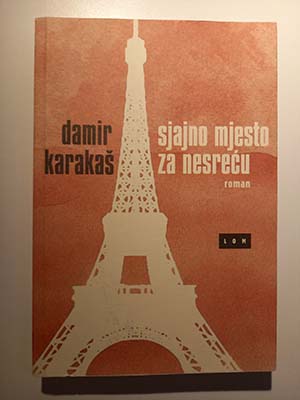 damir
karakaš
sjajno mjesto
za nesreću
roman
LOM